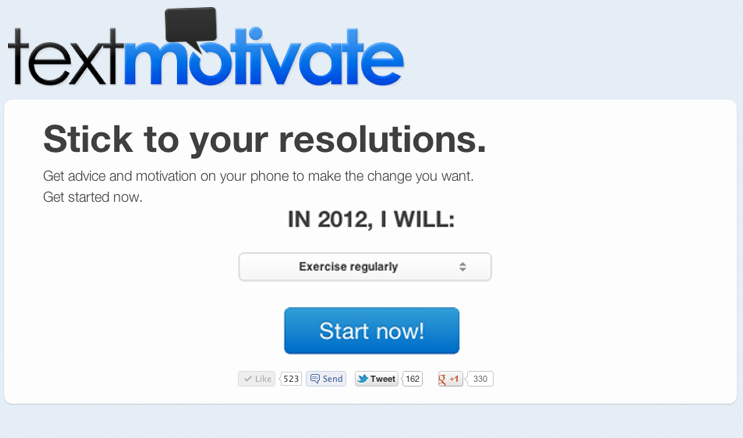 textmotivate
Stick to your resolutions.
Get advice and motivation on your phone to make the change you want.
Get started now.
IN 2012, I WILL:
Exercise regularly
Start now!
Like 523 Send Tweet 162 g +1 330